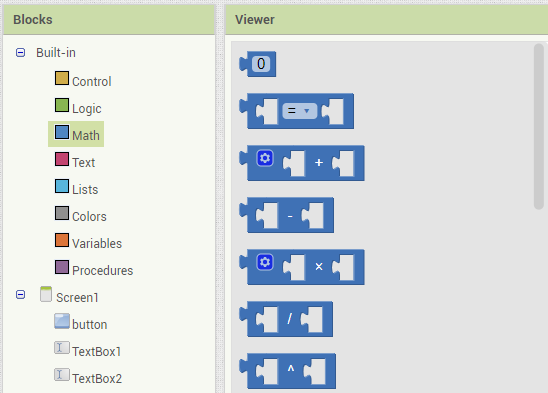 Blocks
Built-in
Control
Logic
Math
Text
Lists
Colors
Variables
Procedures
Screen1
button
TextBox1
TextBox2
Viewer
0
=
+
-
×
/
^